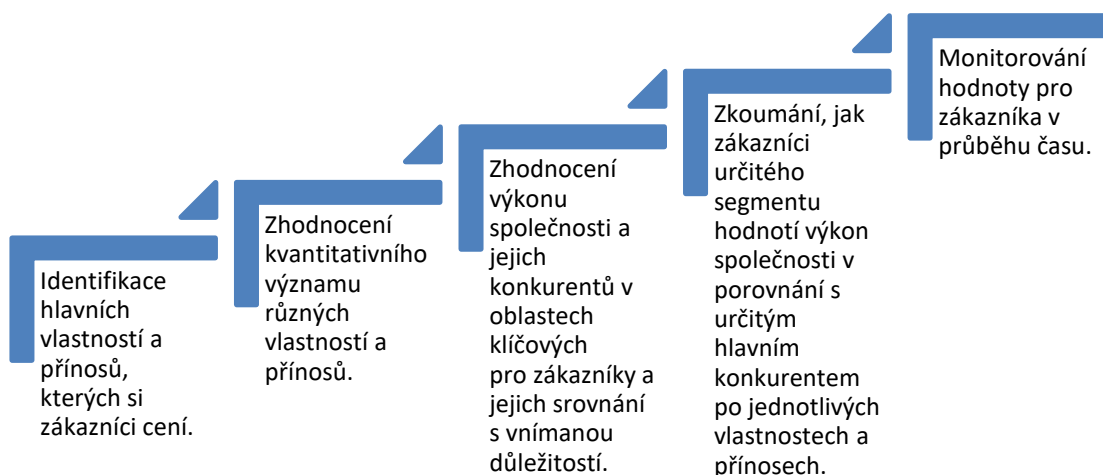 Identifikace
hlavních
vlastností a
přínosů,
kterých si
zákazníci cení.
Zhodnocení
kvantitativního
významu
různých
vlastností a
přínosů.
Zhodnocení
výkonu
společnosti a
jejich
konkurentů v
oblastech
klíčových
pro zákazníky a
jejich srovnání
s vnímanou
důležitostí.
Zkoumání, jak
zákazníci
určitého
segmentu
hodnotí výkon
společnosti v
porovnání s
určitým
hlavním
konkurentem
po jednotlivých
vlastnostech a
přínosech.
Monitorování
hodnoty pro
zákazníka v
průběhu času.